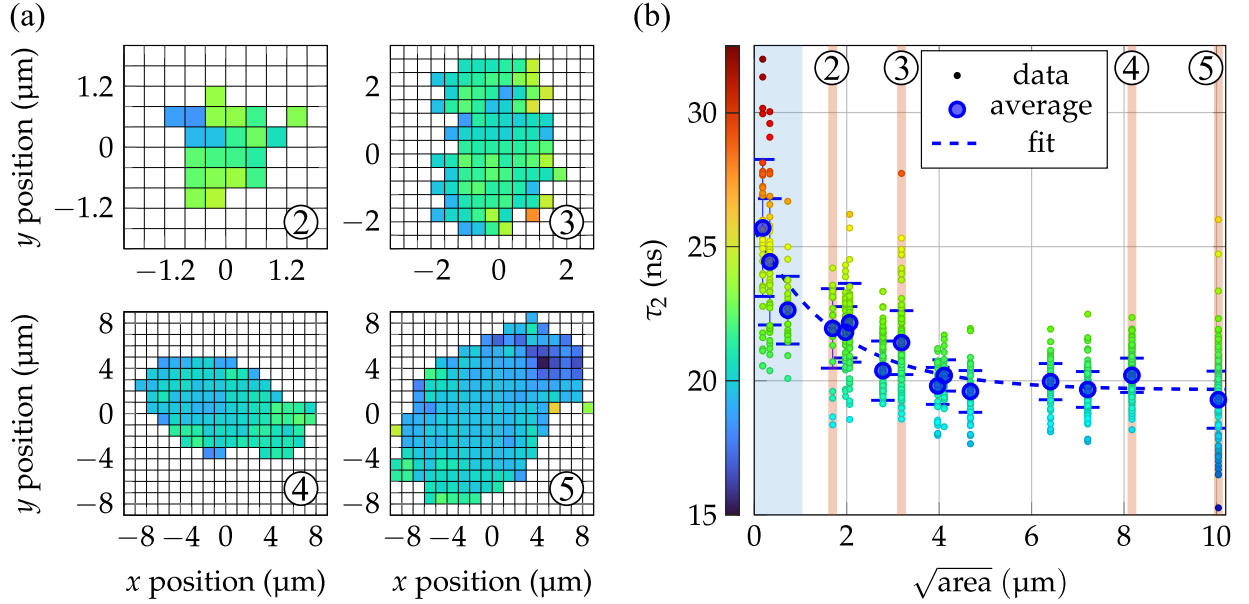 (a)
y position (µm)
1.2
0
−1.2
−1.2 0 1.2
②
2
0
−2
−2 0 2
③
y position (µm)
8
4
0
−4
−8
−8 −4 0 4 8
x position (µm)
④
8
4
0
−4
−8
−8 −4 0 4 8
x position (µm)
⑤
(b)
τ₂ (ns)
30
25
20
15
0 2 4 6 8 10
√area (µm)
② ③ ④ ⑤
data
average
fit